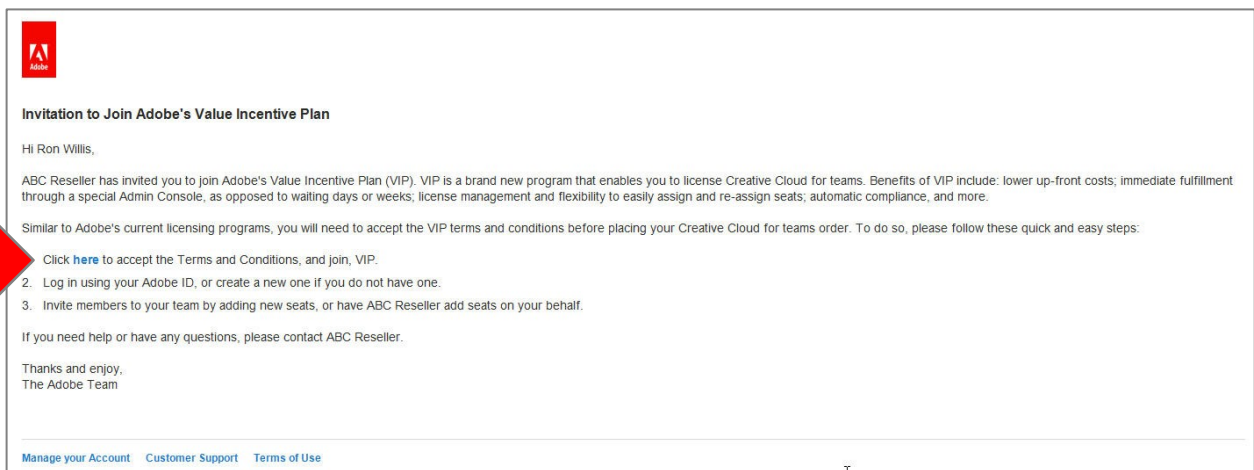 Adobe
Invitation to Join Adobe's Value Incentive Plan
Hi Ron Willis,
ABC Reseller has invited you to join Adobe's Value Incentive Plan (VIP). VIP is a brand new program that enables you to license Creative Cloud for teams. Benefits of VIP include: lower up-front costs; immediate fulfillment
through a special Admin Console, as opposed to waiting days or weeks; license management and flexibility to easily assign and re-assign seats; automatic compliance, and more.
Similar to Adobe's current licensing programs, you will need to accept the VIP terms and conditions before placing your Creative Cloud for teams order. To do so, please follow these quick and easy steps:
Click here to accept the Terms and Conditions, and join, VIP.
2. Log in using your Adobe ID, or create a new one if you do not have one.
3. Invite members to your team by adding new seats, or have ABC Reseller add seats on your behalf.
If you need help or have any questions, please contact ABC Reseller.
Thanks and enjoy,
The Adobe Team
Manage your Account Customer Support Terms of Use